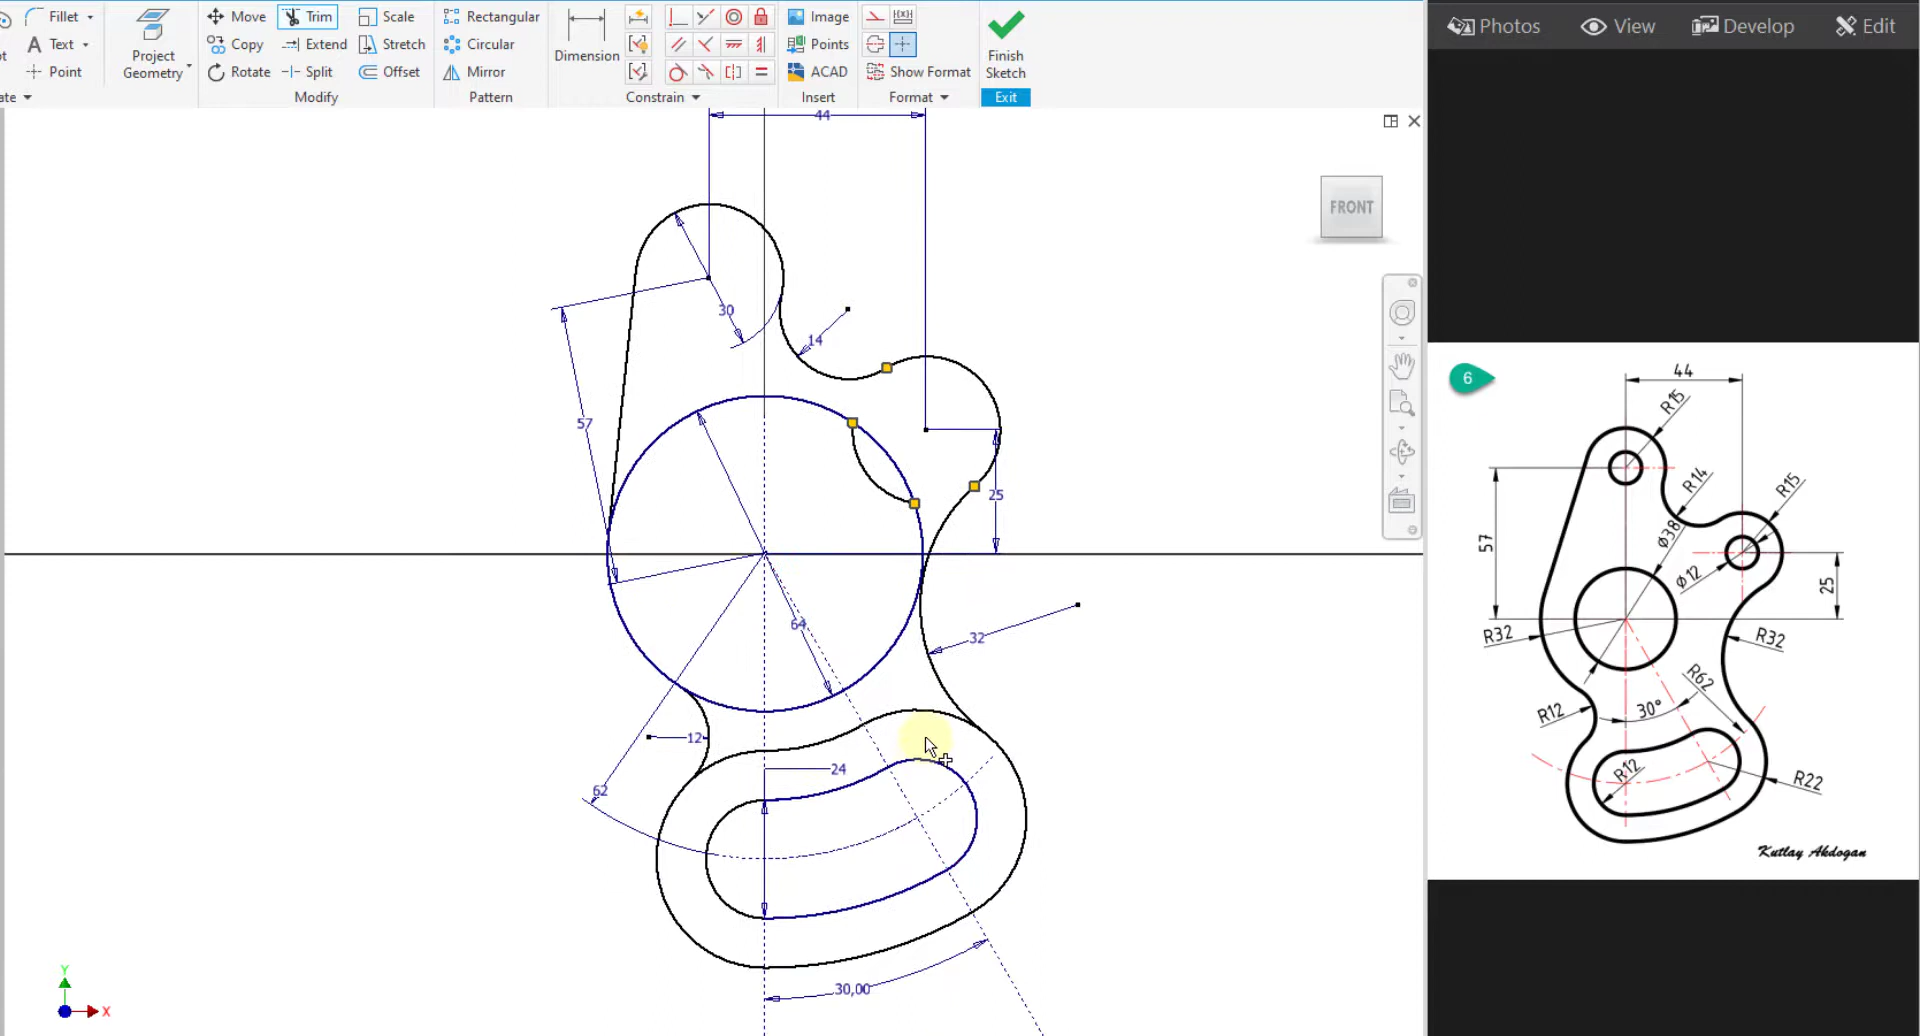 Fillet
Move
Trim
Scale
Rectangular
Image
Photos
View
Develop
Edit
Text
Copy
Extend
Stretch
Circular
Points
Project
Geometry
Dimension
Finish
Sketch
Point
Rotate
Split
Offset
Mirror
ACAD
Show Format
Modify
Pattern
Constrain
Insert
Format
Exit
44
FRONT
30
14
57
25
64
32
12
24
62
30,00
Y
X
6
44
R15
R14
R15
Ø38
57
Ø12
25
R32
R32
R62
R12
30°
R12
R22
Kutlay Akdogan